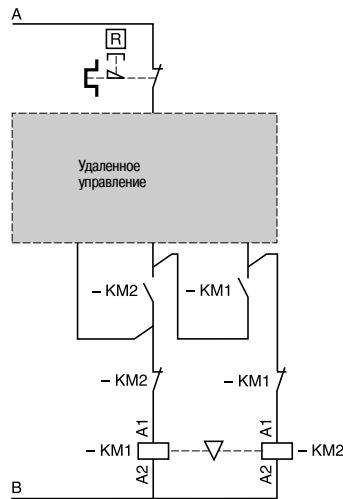 A
R
Удаленное
управление
– KM2
– KM1
– KM2
– KM1
A1
A1
– KM1
– KM2
A2
A2
B